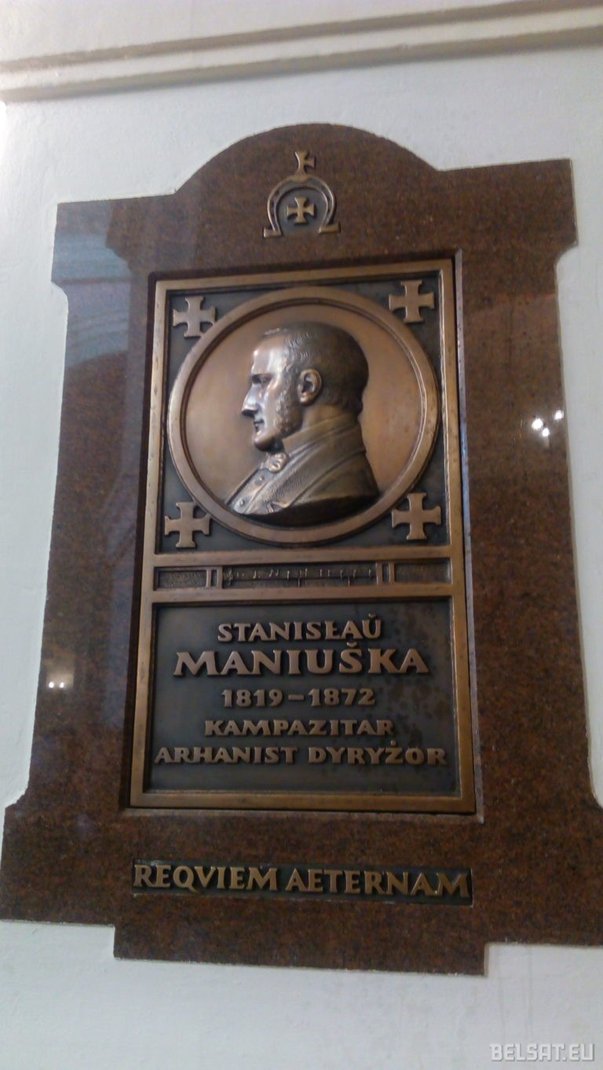 STANISŁAŬ
MANIUŠKA
1819–1872
KAMPAZITAR
ARHANIST DYRYŻOR
REQVIEM AETERNAM
BELSAT.EU